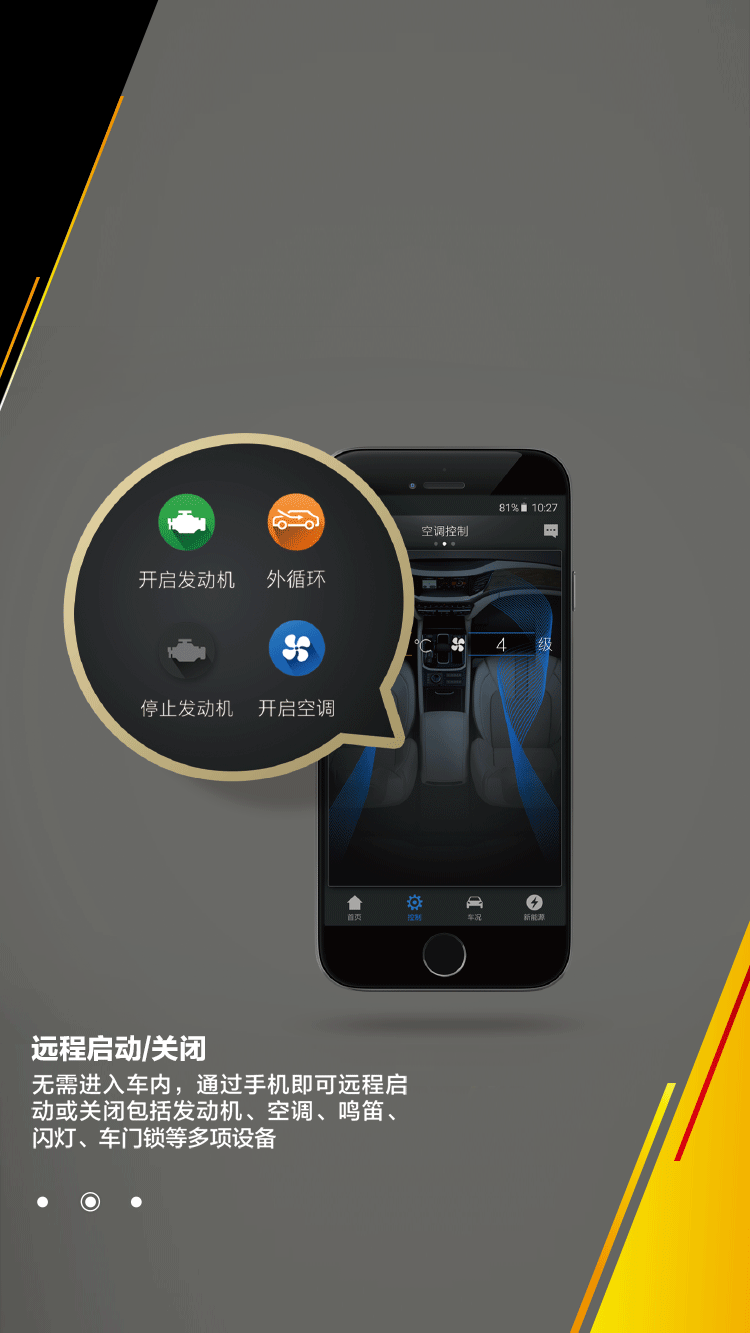 81% 10:27
空调控制
开启发动机 外循环
℃ 4 级
停止发动机 开启空调
首页 控制 车况 新能源
远程启动/关闭
无需进入车内，通过手机即可远程启
动或关闭包括发动机、空调、鸣笛、
闪灯、车门锁等多项设备